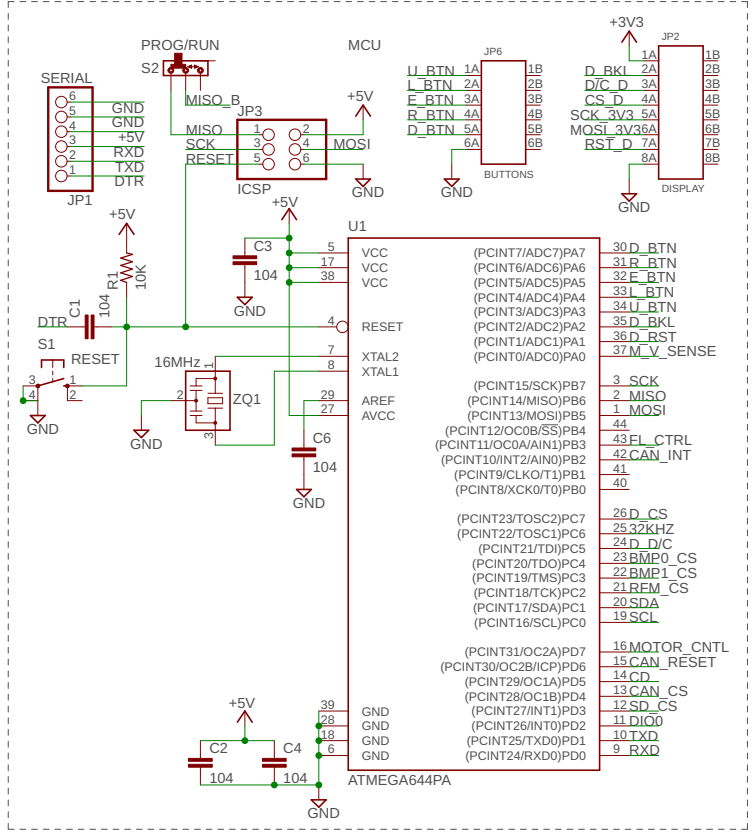 PROG/RUN
S2
MISO_B
MCU
SERIAL
6
5
4
3
2
1
GND
GND
+5V
RXD
TXD
DTR
JP1
JP3
MISO
SCK
RESET
1
3
5
2
4
6
MOSI
+5V
GND
ICSP
JP6
U_BTN 1A 1B
L_BTN 2A 2B
E_BTN 3A 3B
R_BTN 4A 4B
D_BTN 5A 5B
6A 6B
GND
BUTTONS
+3V3
JP2
1A 1B
D_BKL 2A 2B
D/C_D 3A 3B
CS_D 4A 4B
SCK_3V3 5A 5B
MOSI_3V3 6A 6B
RST_D 7A 7B
8A 8B
GND
DISPLAY
+5V
R1
10K
C1
104
DTR
S1
RESET
3
4
1
2
GND
+5V
C3
104
GND
16MHz
1
2
3
ZQ1
GND
C6
104
GND
U1
5 VCC
17 VCC
38 VCC
4 RESET
7 XTAL2
8 XTAL1
29 AREF
27 AVCC
39 GND
28 GND
18 GND
6 GND
(PCINT7/ADC7)PA7 30 D_BTN
(PCINT6/ADC6)PA6 31 R_BTN
(PCINT5/ADC5)PA5 32 E_BTN
(PCINT4/ADC4)PA4 33 L_BTN
(PCINT3/ADC3)PA3 34 U_BTN
(PCINT2/ADC2)PA2 35 D_BKL
(PCINT1/ADC1)PA1 36 D_RST
(PCINT0/ADC0)PA0 37 M_V_SENSE
(PCINT15/SCK)PB7 3 SCK
(PCINT14/MISO)PB6 2 MISO
(PCINT13/MOSI)PB5 1 MOSI
(PCINT12/OC0B/SS)PB4 44
(PCINT11/OC0A/AIN1)PB3 43 FL_CTRL
(PCINT10/INT2/AIN0)PB2 42 CAN_INT
(PCINT9/CLKO/T1)PB1 41
(PCINT8/XCK0/T0)PB0 40
(PCINT23/TOSC2)PC7 26 D_CS
(PCINT22/TOSC1)PC6 25 32KHZ
(PCINT21/TDI)PC5 24 D_D/C
(PCINT20/TDO)PC4 23 BMP0_CS
(PCINT19/TMS)PC3 22 BMP1_CS
(PCINT18/TCK)PC2 21 RFM_CS
(PCINT17/SDA)PC1 20 SDA
(PCINT16/SCL)PC0 19 SCL
(PCINT31/OC2A)PD7 16 MOTOR_CNTL
(PCINT30/OC2B/ICP)PD6 15 CAN_RESET
(PCINT29/OC1A)PD5 14 CD
(PCINT28/OC1B)PD4 13 CAN_CS
(PCINT27/INT1)PD3 12 SD_CS
(PCINT26/INT0)PD2 11 DIO0
(PCINT25/TXD0)PD1 10 TXD
(PCINT24/RXD0)PD0 9 RXD
ATMEGA644PA
+5V
C2
104
C4
104
GND